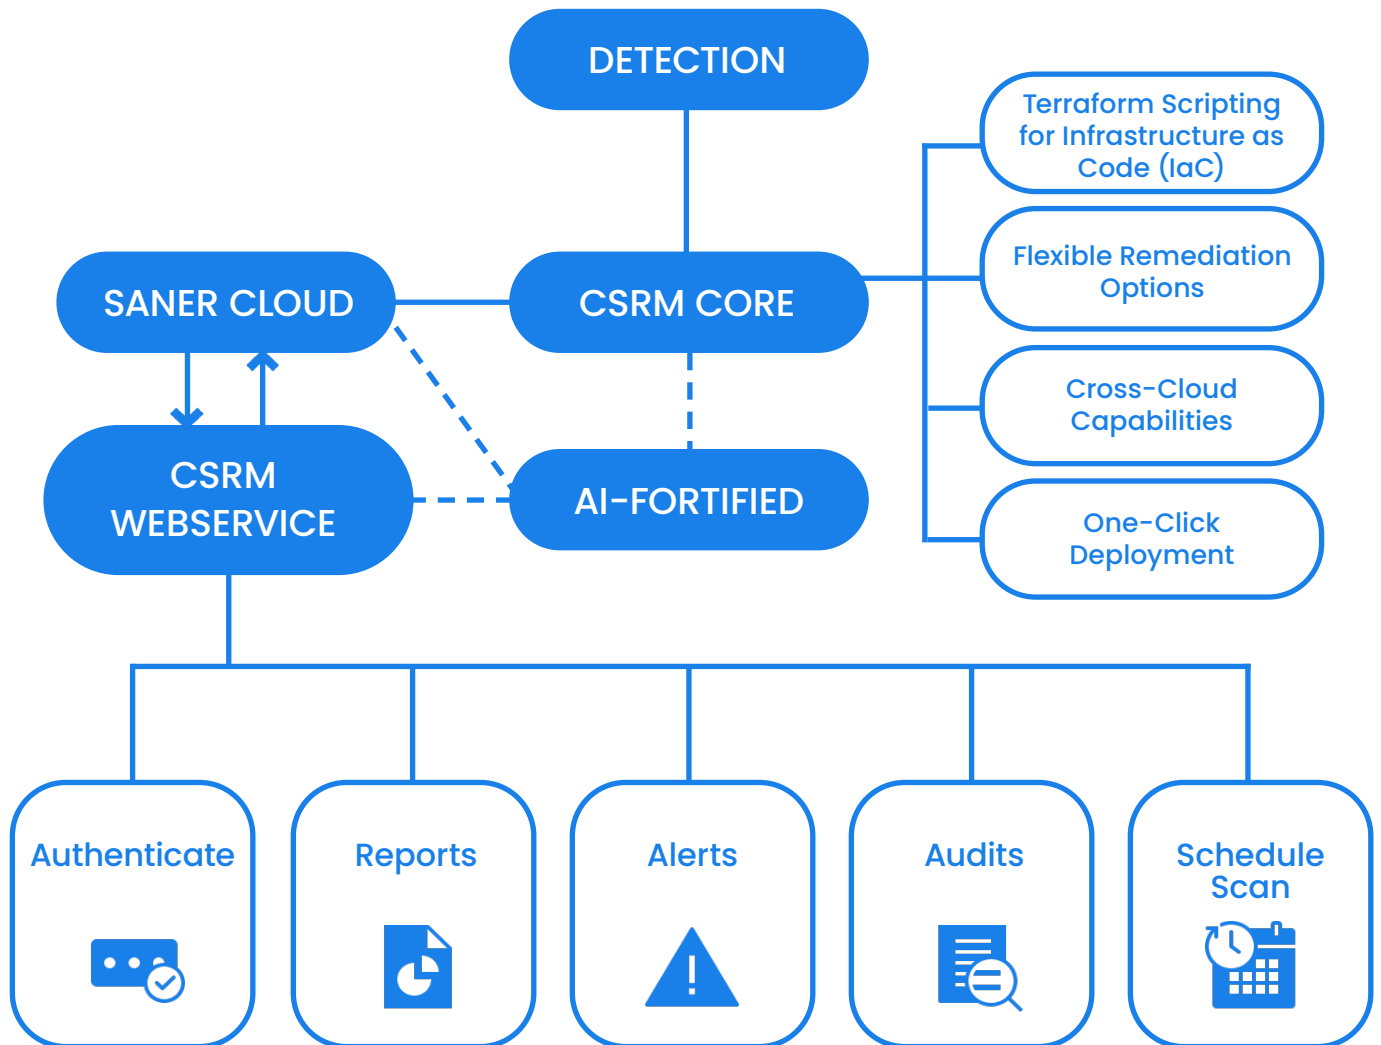 DETECTION
Terraform Scripting
for Infrastructure as
Code (IaC)
Flexible Remediation
Options
SANER CLOUD
CSRM CORE
Cross-Cloud
Capabilities
CSRM
WEBSERVICE
AI-FORTIFIED
One-Click
Deployment
Authenticate
Reports
Alerts
Audits
Schedule
Scan